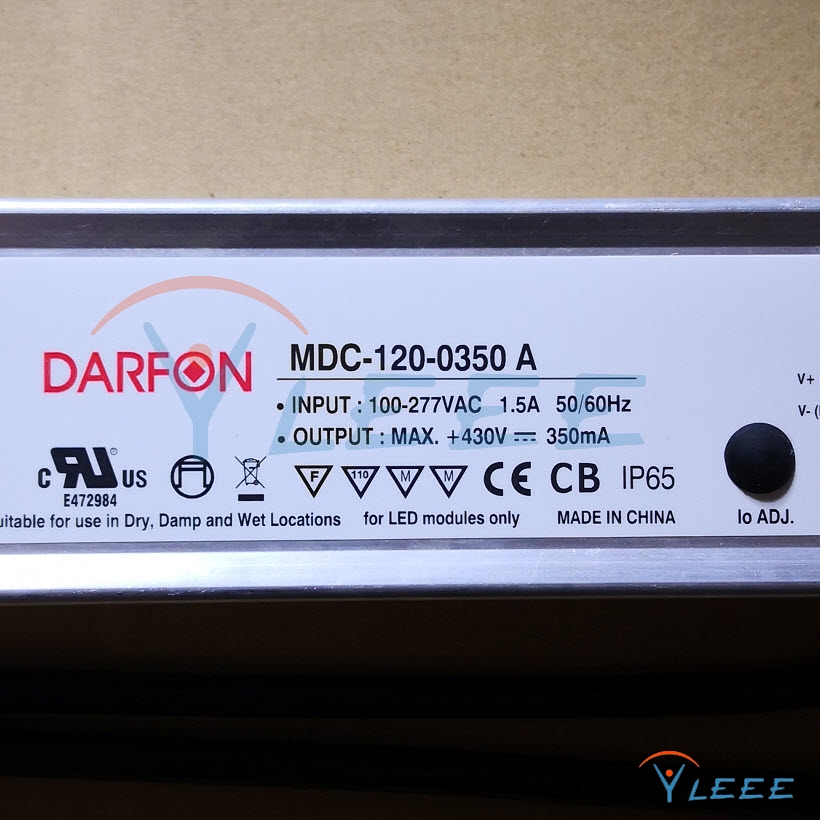 DARFON
MDC-120-0350 A
• INPUT : 100-277VAC 1.5A 50/60Hz
• OUTPUT : MAX. +430V ⎓ 350mA
V+
V- (
c RU US
E472984
F 110 M M CE CB IP65
uitable for use in Dry, Damp and Wet Locations for LED modules only MADE IN CHINA
Io ADJ.
YLEEE
YLEEE